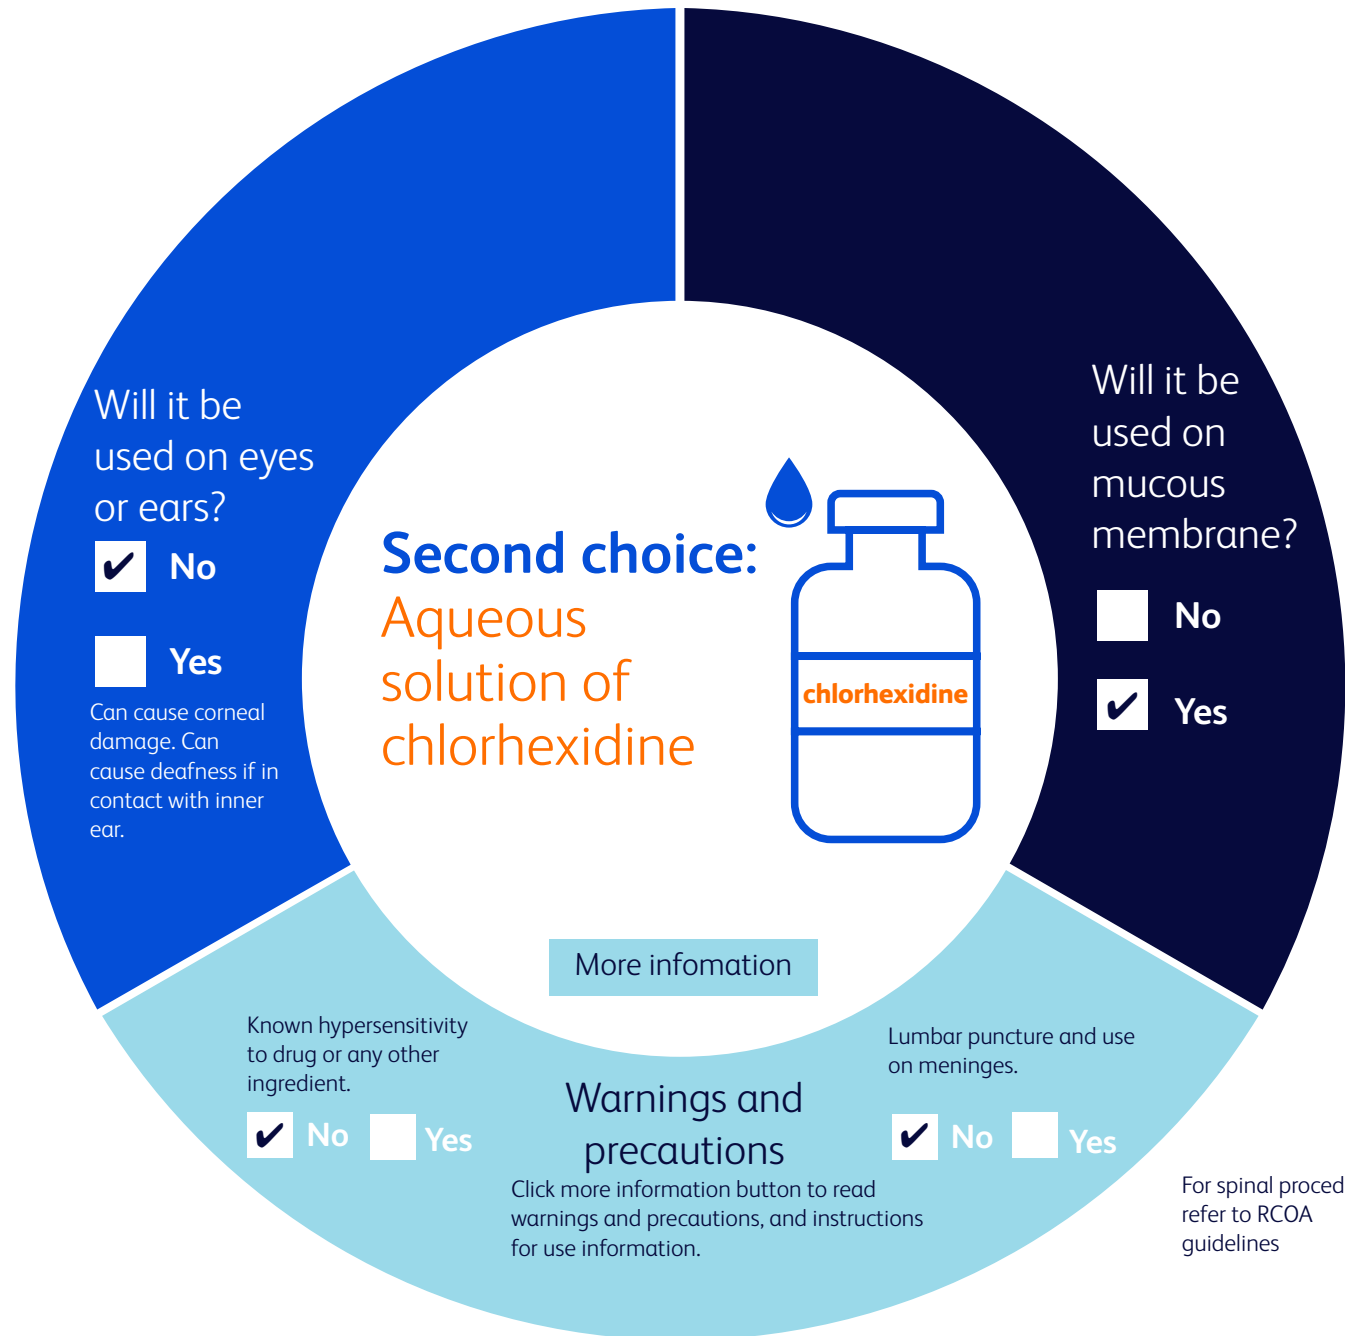 Will it be
used on eyes
or ears?
✔ No
Yes
Can cause corneal
damage. Can
cause deafness if in
contact with inner
ear.
Second choice:
Aqueous
solution of
chlorhexidine
chlorhexidine
Will it be
used on
mucous
membrane?
No
✔ Yes
More infomation
Known hypersensitivity
to drug or any other
ingredient.
✔ No Yes
Warnings and
precautions
Click more information button to read
warnings and precautions, and instructions
for use information.
Lumbar puncture and use
on meninges.
✔ No Yes
For spinal proced
refer to RCOA
guidelines